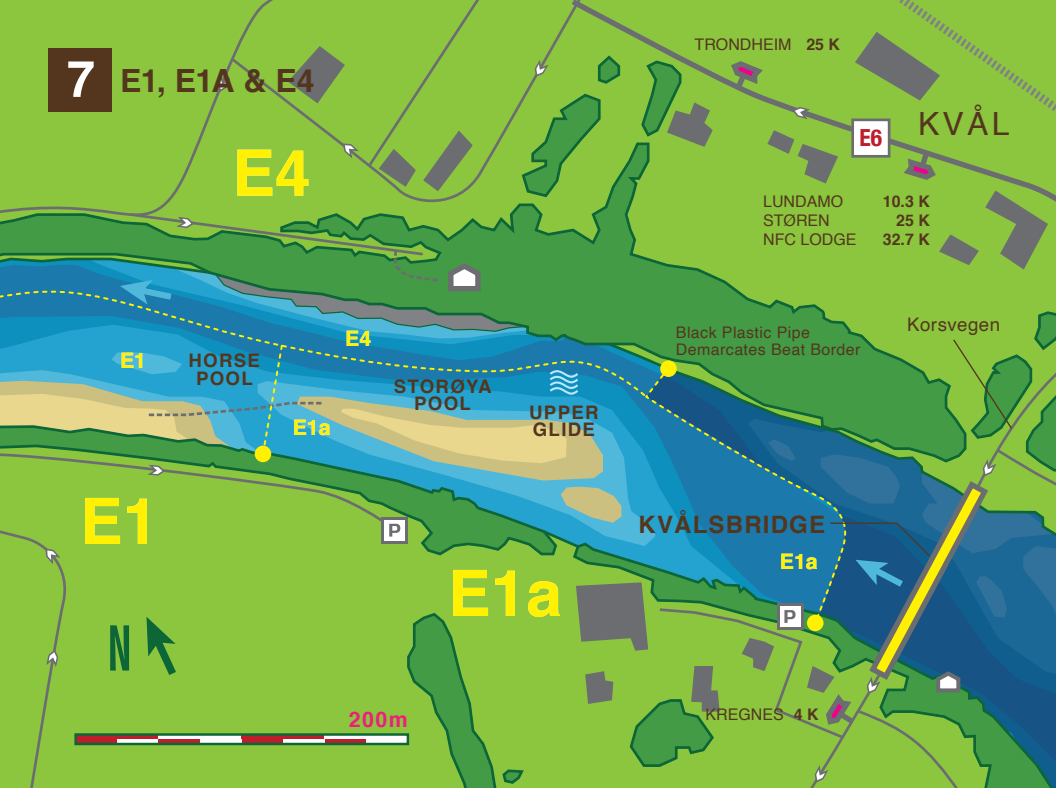 7 E1, E1A & E4
TRONDHEIM 25 K
E6
KVÅL
E4
LUNDAMO 10.3 K
STØREN 25 K
NFC LODGE 32.7 K
Korsvegen
Black Plastic Pipe
Demarcates Beat Border
E4
E1
HORSE
POOL
STORØYA
POOL
UPPER
GLIDE
E1a
E1
P
KVÅLSBRIDGE
E1a
E1a
P
N
200m
KREGNES 4 K